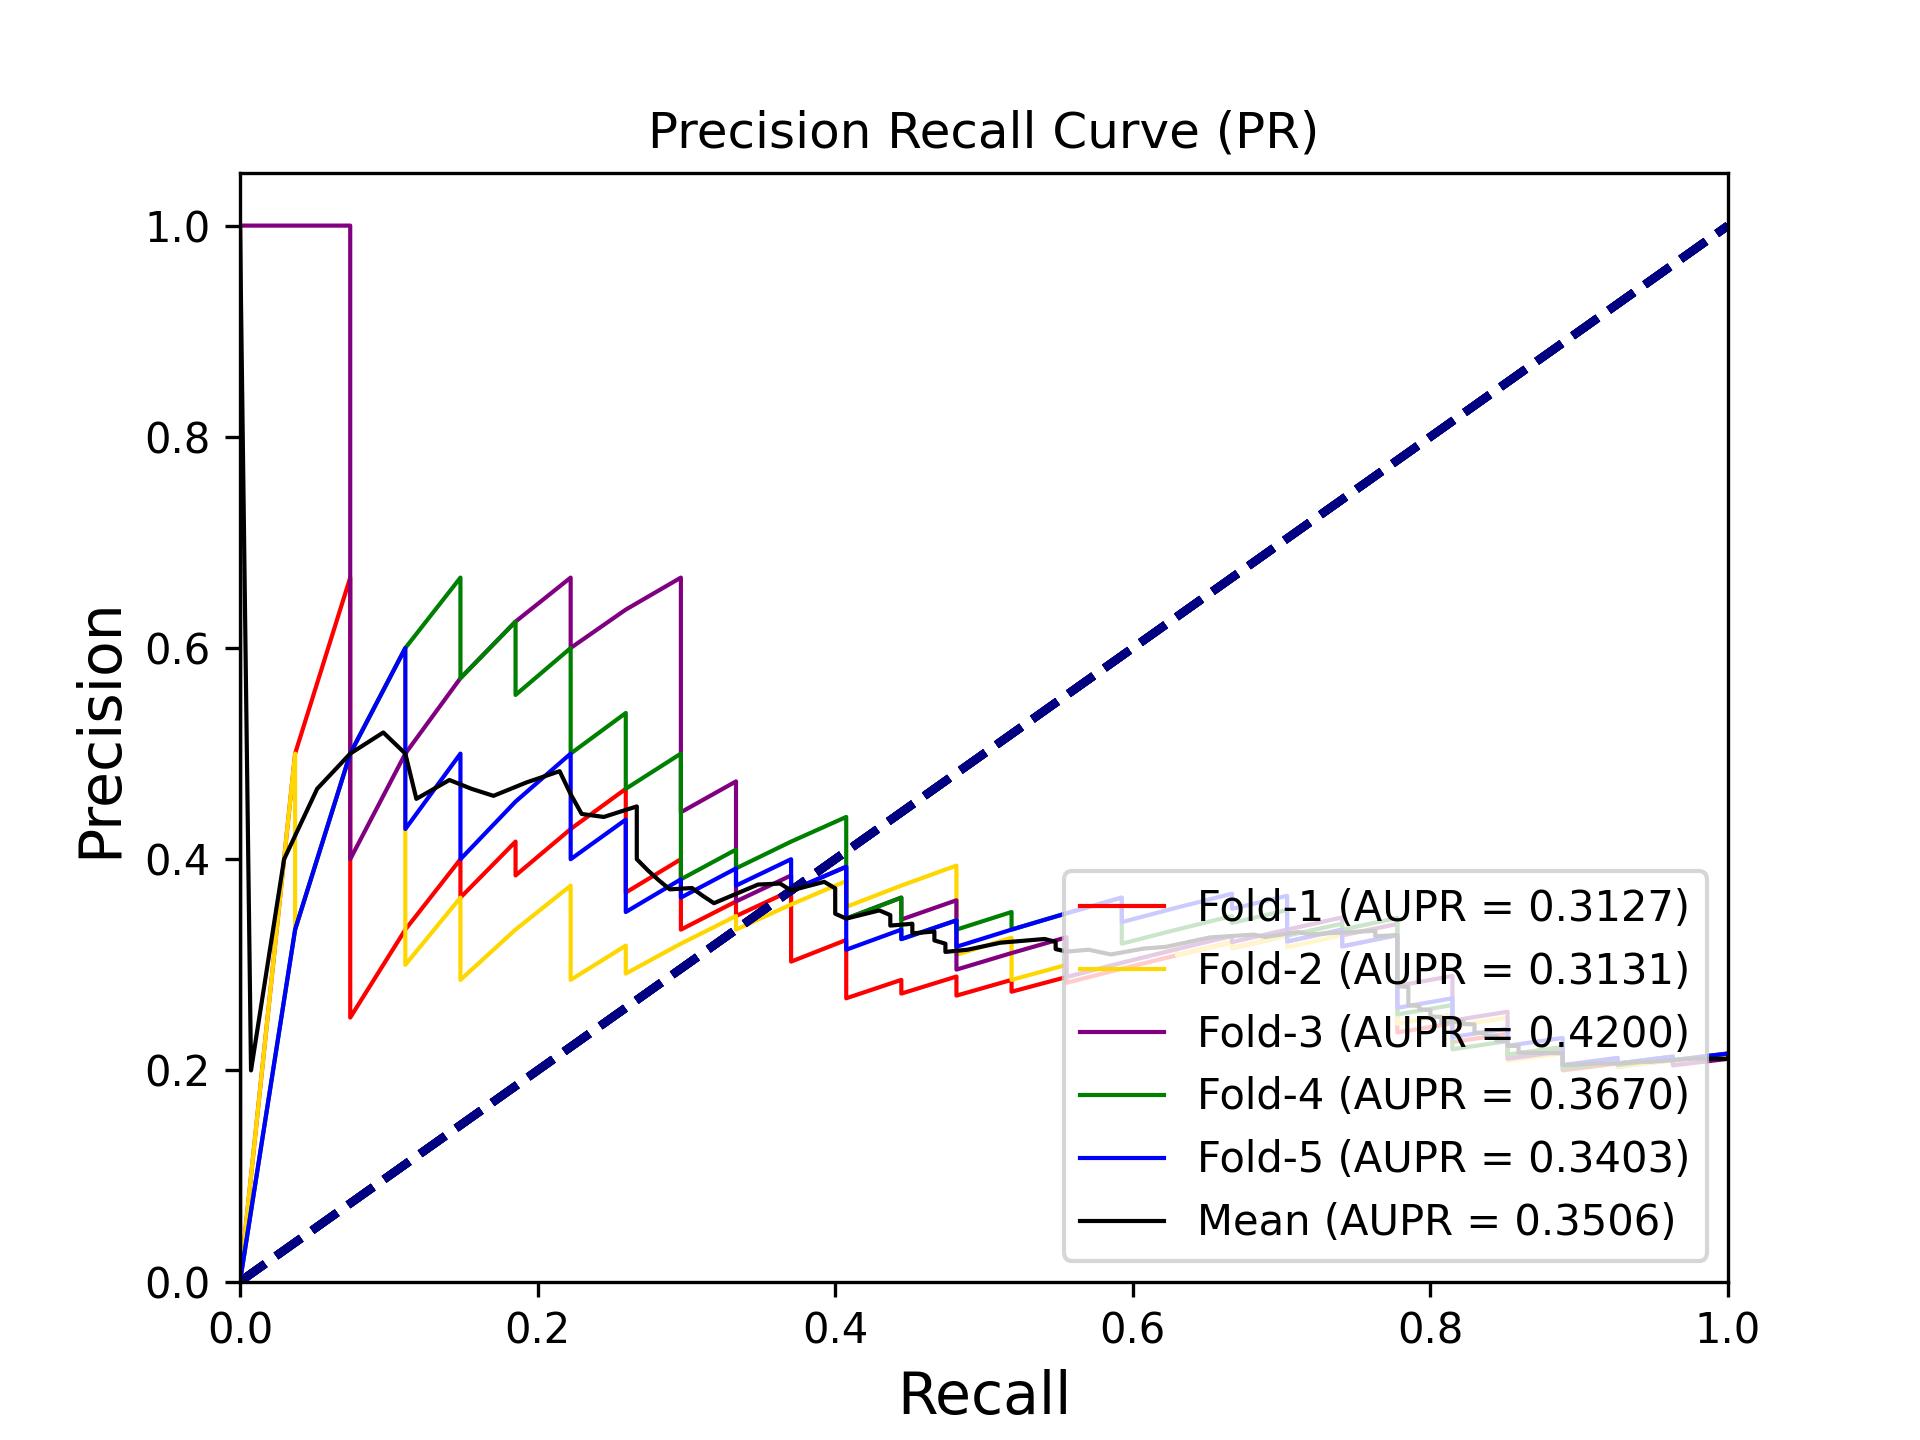 Precision Recall Curve (PR)
Precision
1.0
0.8
0.6
0.4
0.2
0.0
0.0 0.2 0.4 0.6 0.8 1.0
Recall
Fold-1 (AUPR = 0.3127)
Fold-2 (AUPR = 0.3131)
Fold-3 (AUPR = 0.4200)
Fold-4 (AUPR = 0.3670)
Fold-5 (AUPR = 0.3403)
Mean (AUPR = 0.3506)